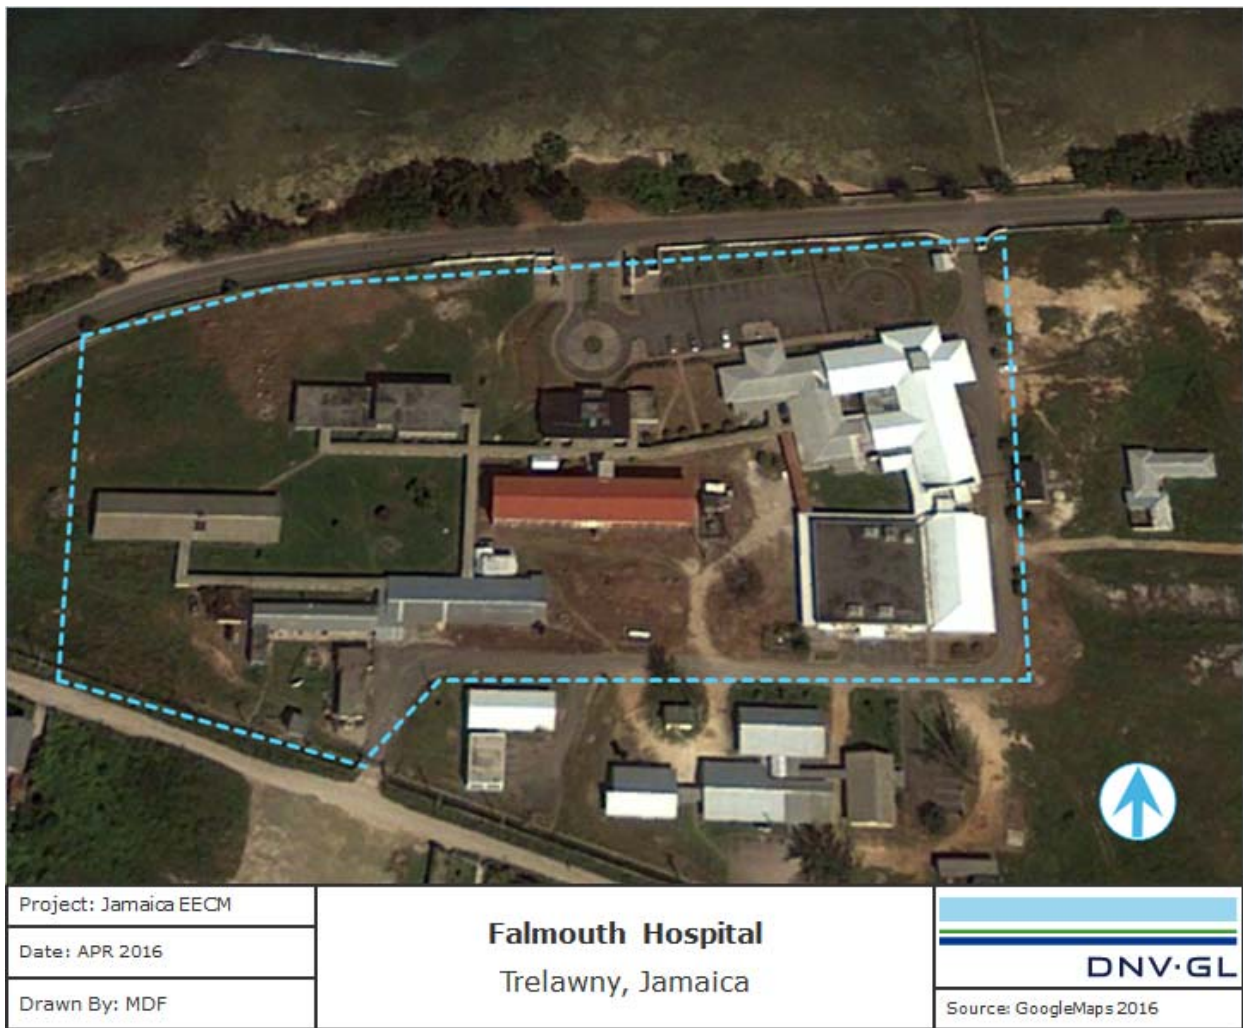 Project: Jamaica EECM
Date: APR 2016
Drawn By: MDF
Falmouth Hospital
Trelawny, Jamaica
DNV·GL
Source: GoogleMaps 2016